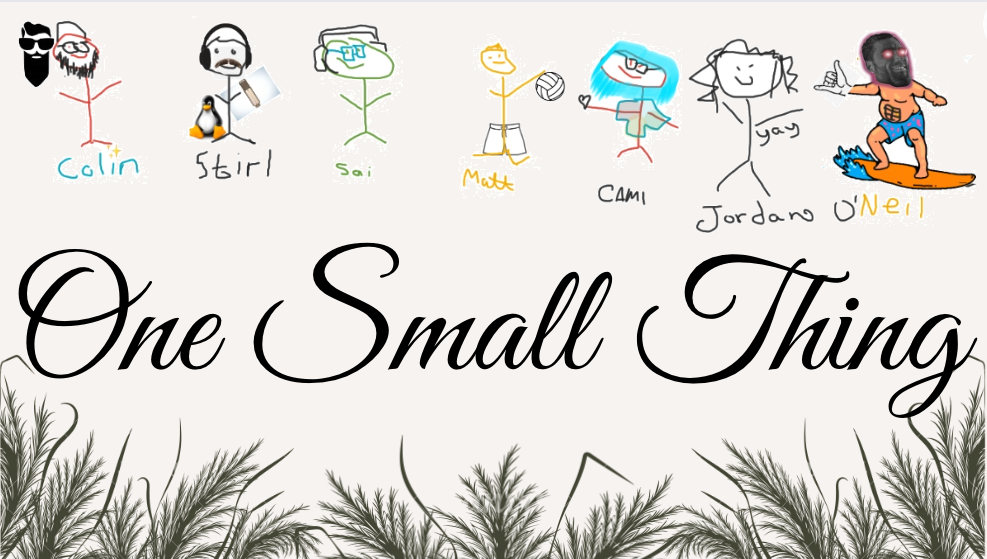 Colin
Stirl
Sai
Matt
CAMI
yay
Jordan
O'Neil
One Small Thing